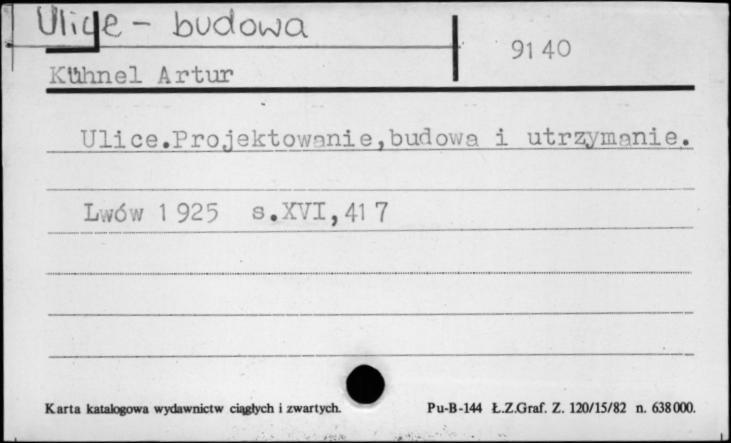 Ulice - budowa
9140
Kühnel Artur
Ulice.Projektowanie,budowa i utrzymanie.
Lwów 1925 s.XVI,417
Karta katalogowa wydawnictw ciągłych i zwartych.
Pu-B-144 Ł.Z.Graf. Z. 120/15/82 n. 638000.